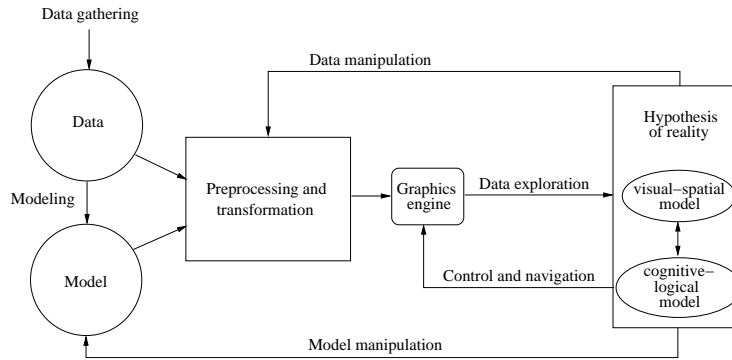 Data gathering
Data manipulation
Data
Hypothesis
of reality
Preprocessing and
transformation
Graphics
engine
Data exploration
visual−spatial
model
Modeling
Model
Control and navigation
cognitive−
logical
model
Model manipulation